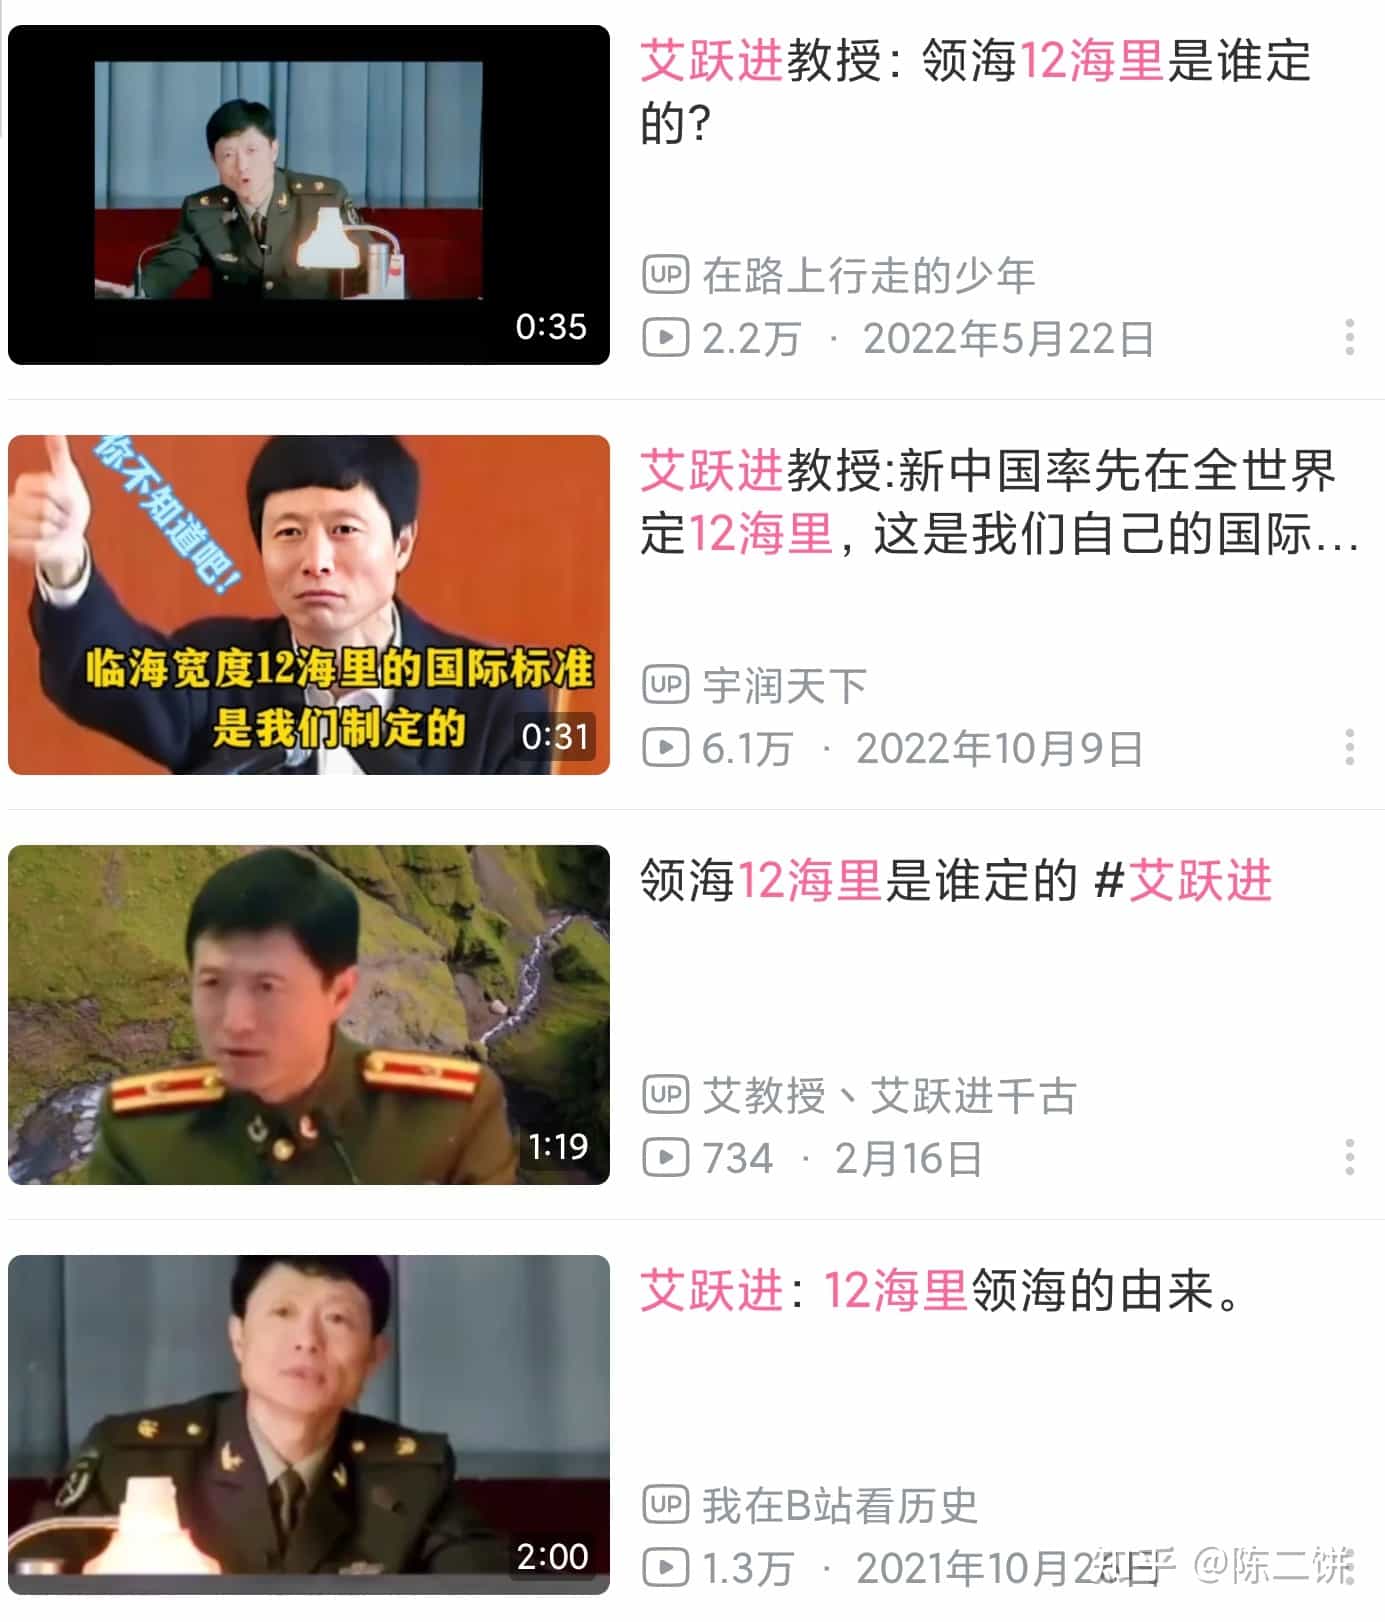 艾跃进教授：领海12海里是谁定
的？
UP 在路上行走的少年
2.2万 · 2022年5月22日
0:35
艾跃进教授:新中国率先在全世界
定12海里，这是我们自己的国际...
UP 宇润天下
6.1万 · 2022年10月9日
你不知道吧！
临海宽度12海里的国际标准
是我们制定的
0:31
领海12海里是谁定的 #艾跃进
UP 艾教授丶艾跃进千古
734 · 2月16日
1:19
艾跃进：12海里领海的由来。
UP 我在B站看历史
1.3万 · 2021年10月26日
2:00
知乎 @陈二饼